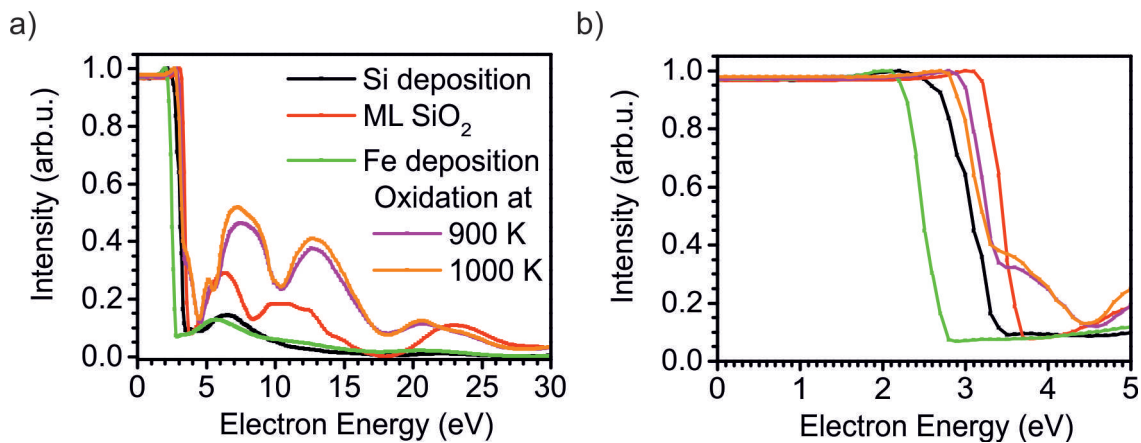 a)
Intensity (arb.u.)
1.0
0.8
0.6
0.4
0.2
0.0
0 5 10 15 20 25 30
Electron Energy (eV)
Si deposition
ML SiO₂
Fe deposition
Oxidation at
900 K
1000 K
b)
Intensity (arb.u.)
1.0
0.8
0.6
0.4
0.2
0.0
0 1 2 3 4 5
Electron Energy (eV)